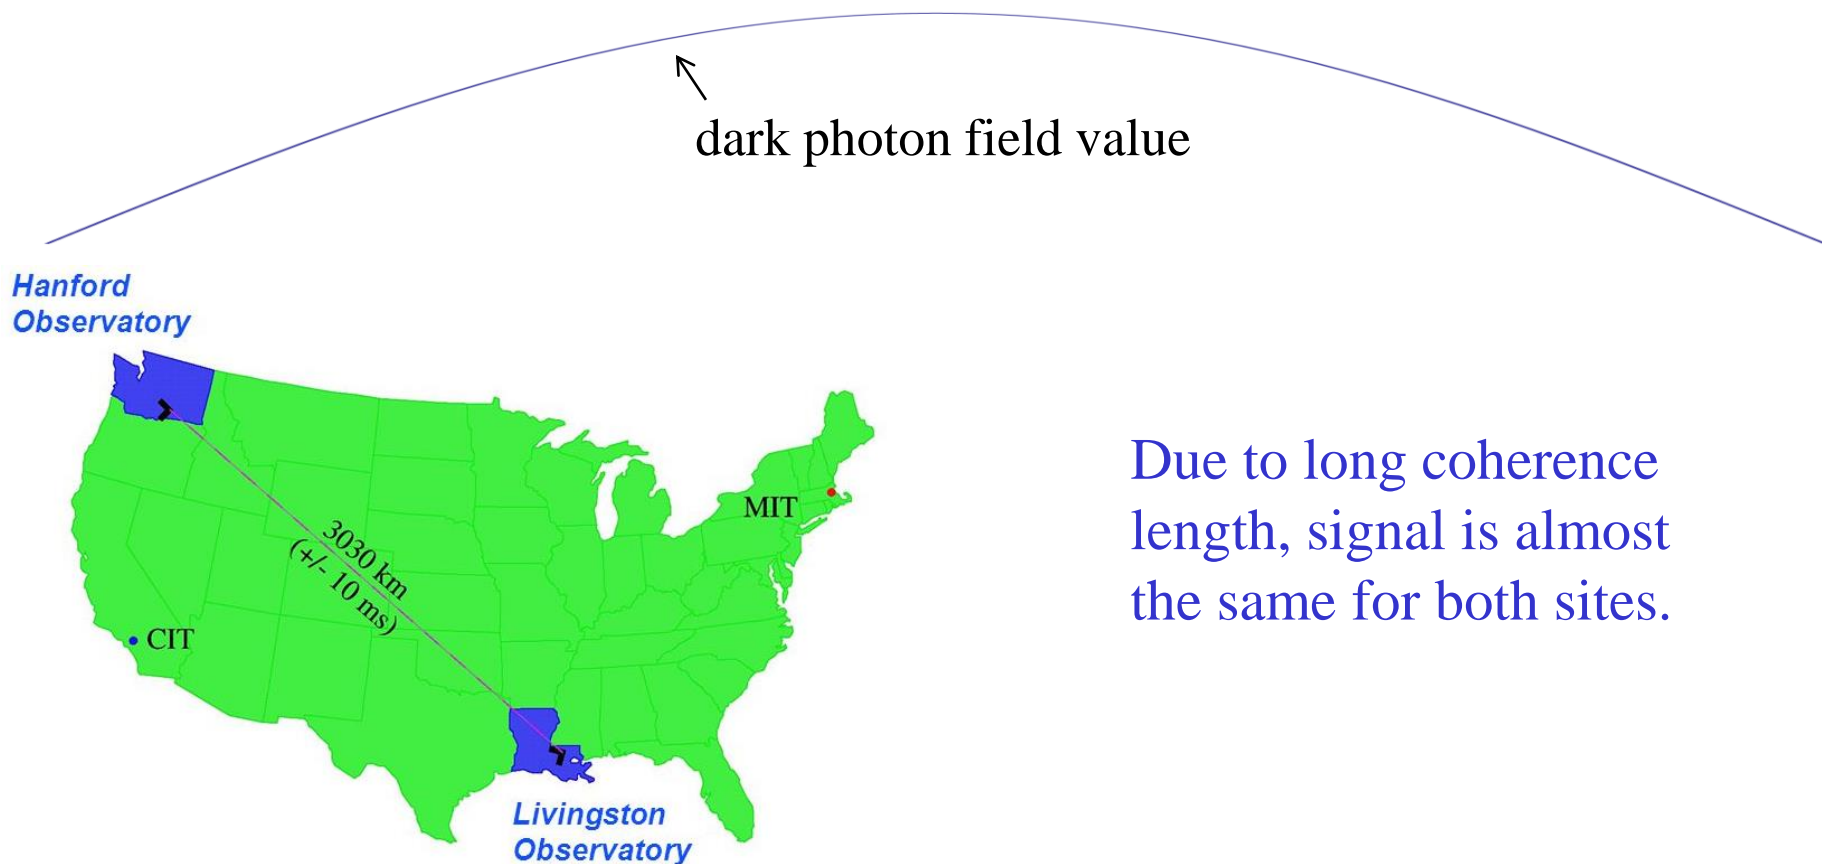 dark photon field value
Hanford
Observatory
MIT
3030 km
(+/- 10 ms)
CIT
Livingston
Observatory
Due to long coherence
length, signal is almost
the same for both sites.